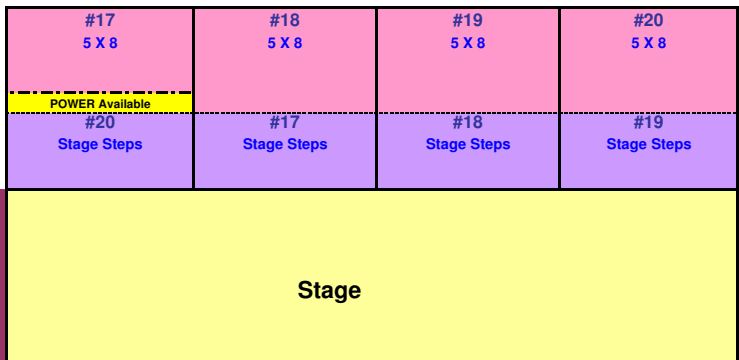 #17 #18 #19 #20
5 X 8 5 X 8 5 X 8 5 X 8
POWER Available
#20 #17 #18 #19
Stage Steps Stage Steps Stage Steps Stage Steps
Stage